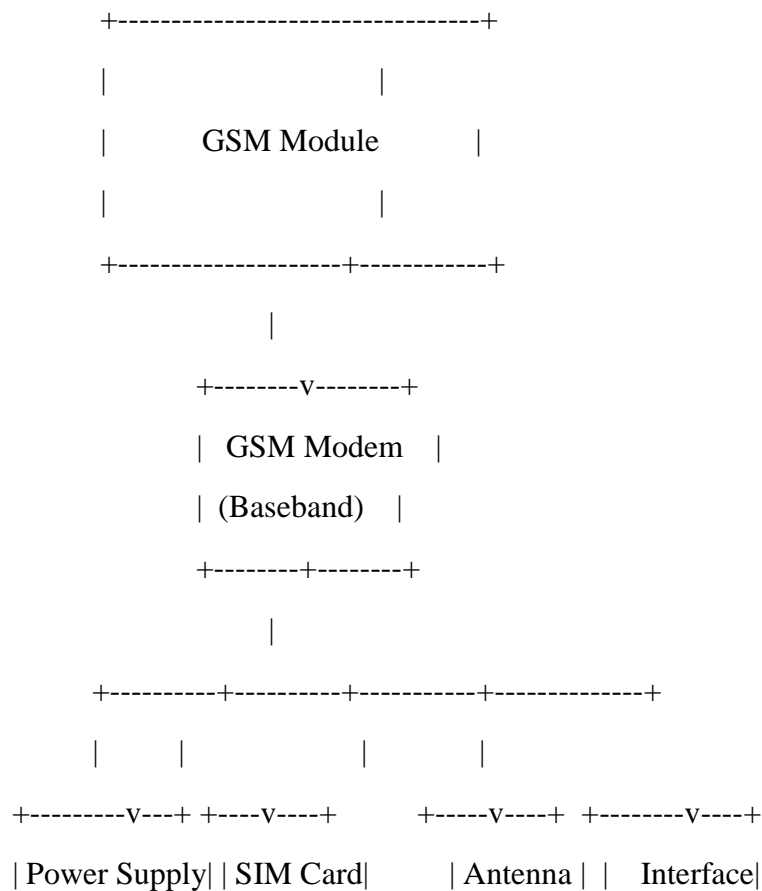 +---------------------------------+
| |
| GSM Module |
| |
+---------------------+------------+
|
+--------v--------+
| GSM Modem |
| (Baseband) |
+--------+--------+
|
+----------+----------+-----------+--------------+
| | | |
+---------v---+ +----v----+ +-----v----+ +--------v----+
| Power Supply| | SIM Card| | Antenna | | Interface|